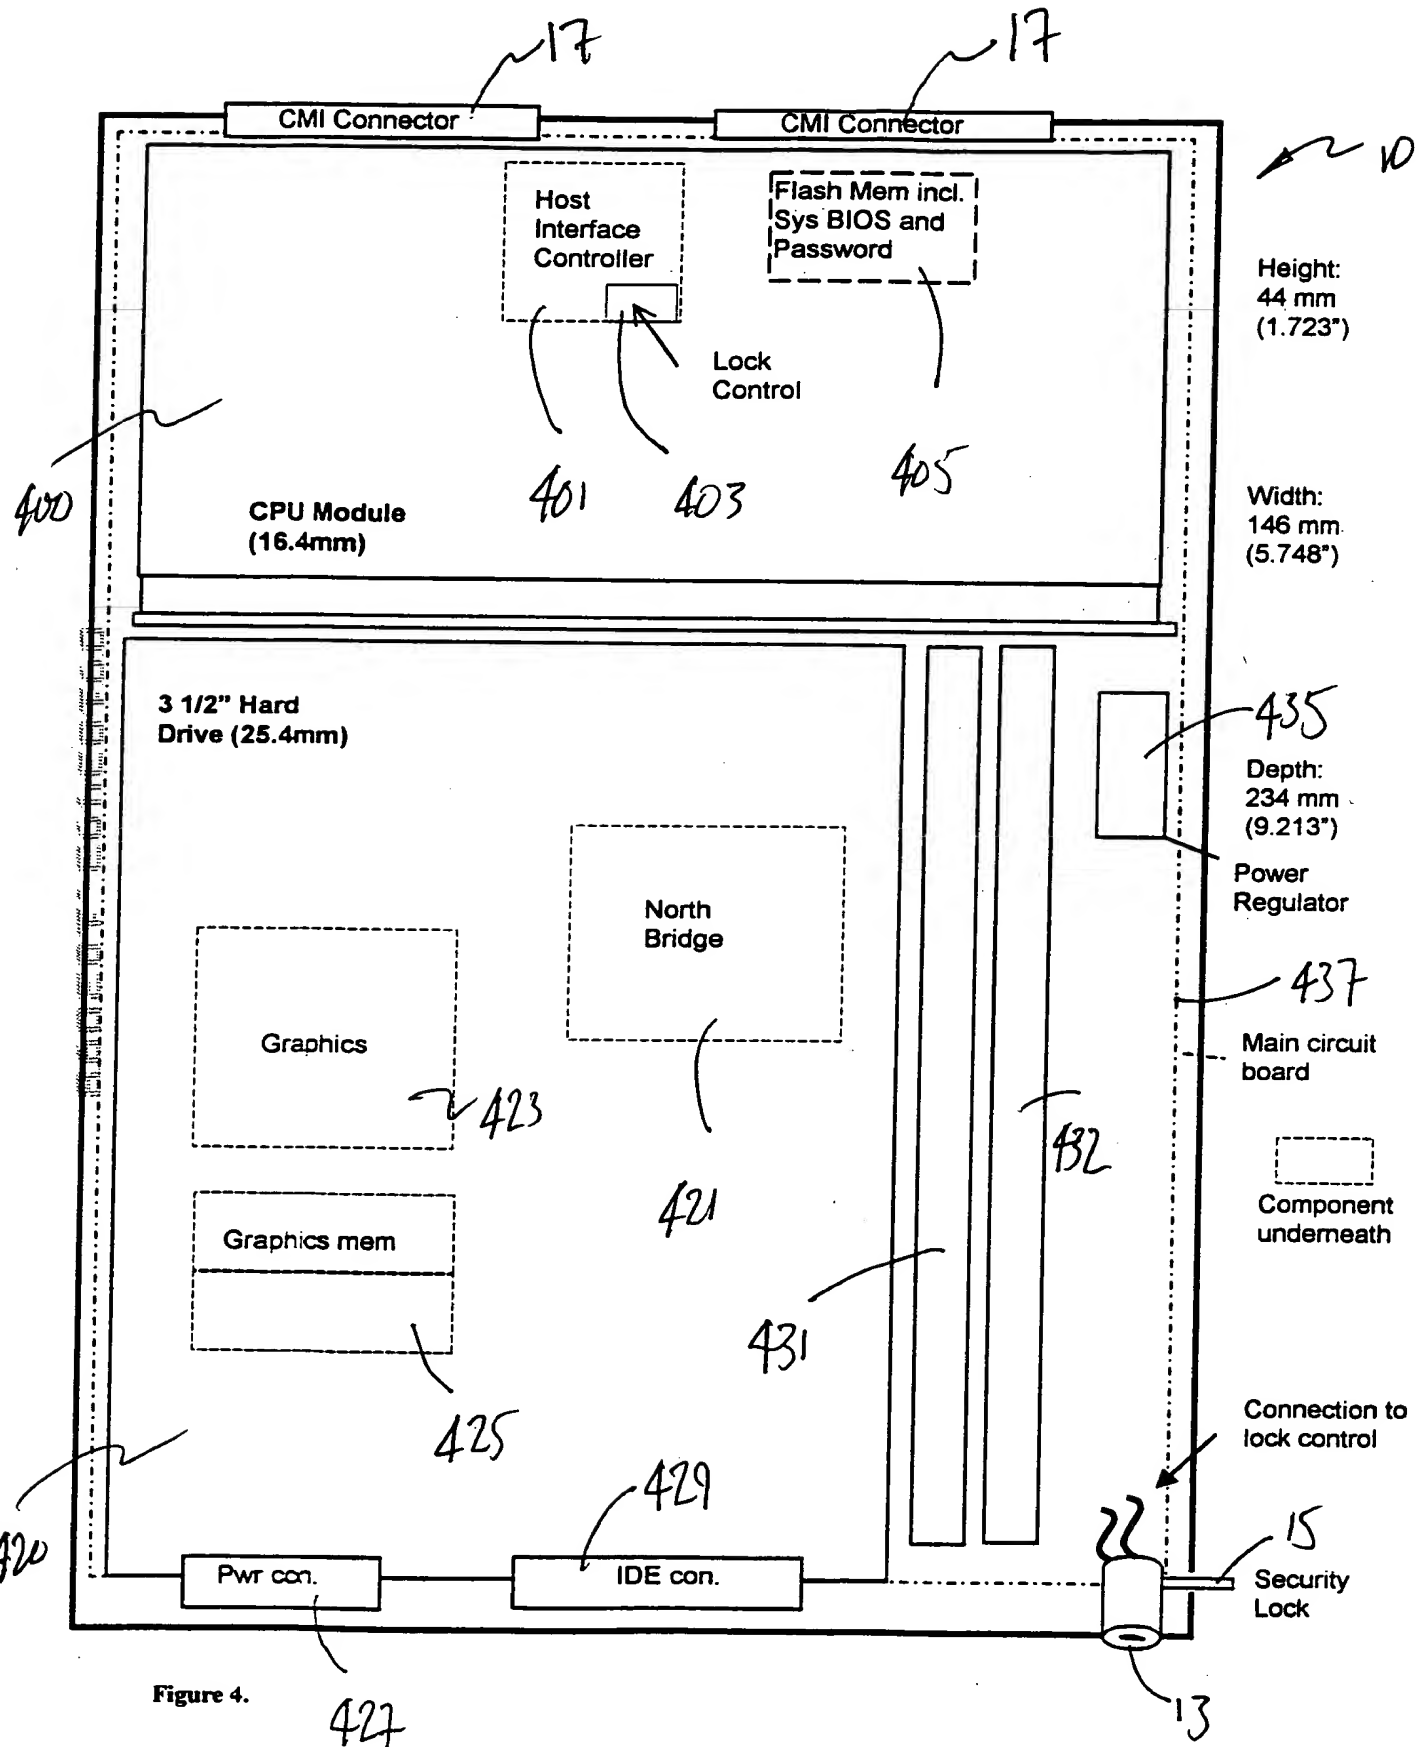 17
17
CMI Connector
CMI Connector
10
Host
Interface
Controller
Flash Mem incl.
Sys BIOS and
Password
Height:
44 mm
(1.723")
Lock
Control
400
401
403
405
CPU Module
(16.4mm)
Width:
146 mm
(5.748")
3 1/2" Hard
Drive (25.4mm)
435
Depth:
234 mm
(9.213")
Power
Regulator
North
Bridge
437
Graphics
Main circuit
board
423
432
421
Component
underneath
Graphics mem
431
425
Connection to
lock control
429
420
15
Pwr con.
IDE con.
Security
Lock
Figure 4.
427
13